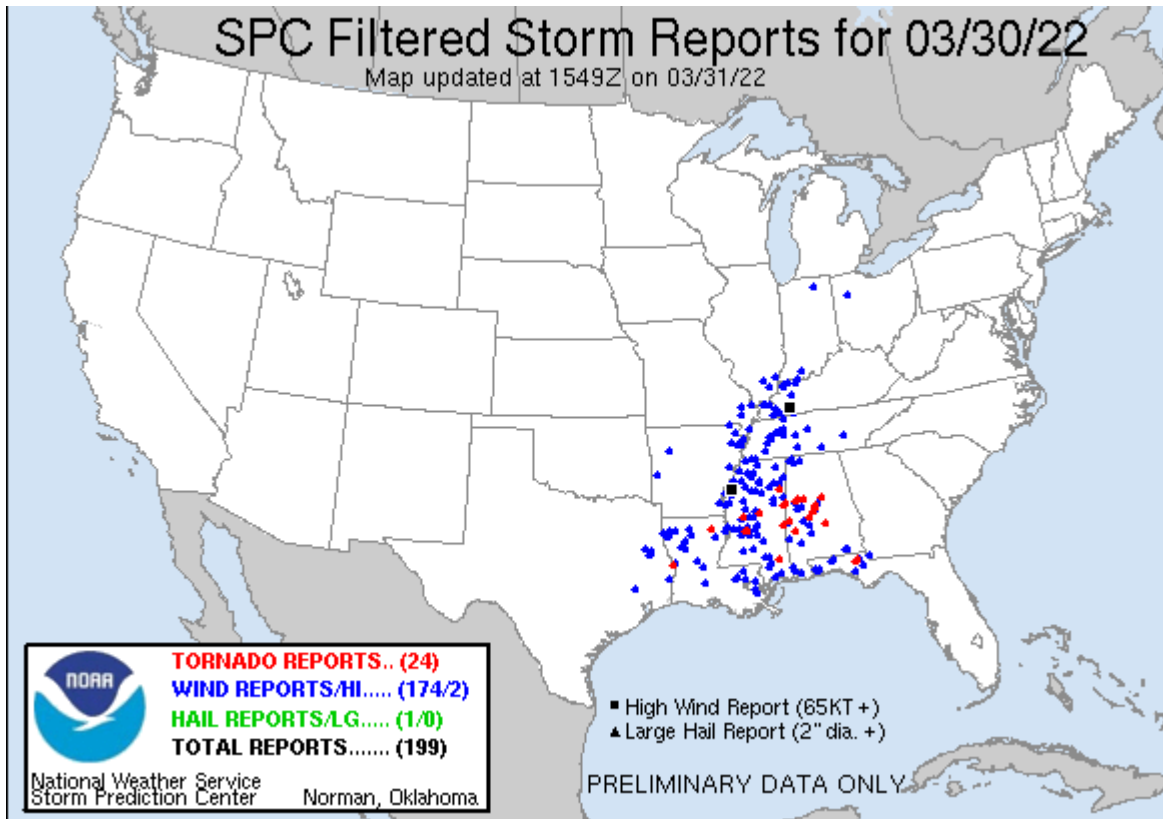 SPC Filtered Storm Reports for 03/30/22
Map updated at 1549Z on 03/31/22
NOAA
TORNADO REPORTS.. (24)
WIND REPORTS/HI..... (174/2)
HAIL REPORTS/LG..... (1/0)
TOTAL REPORTS....... (199)
National Weather Service
Storm Prediction Center Norman, Oklahoma
High Wind Report (65KT +)
Large Hail Report (2" dia. +)
PRELIMINARY DATA ONLY